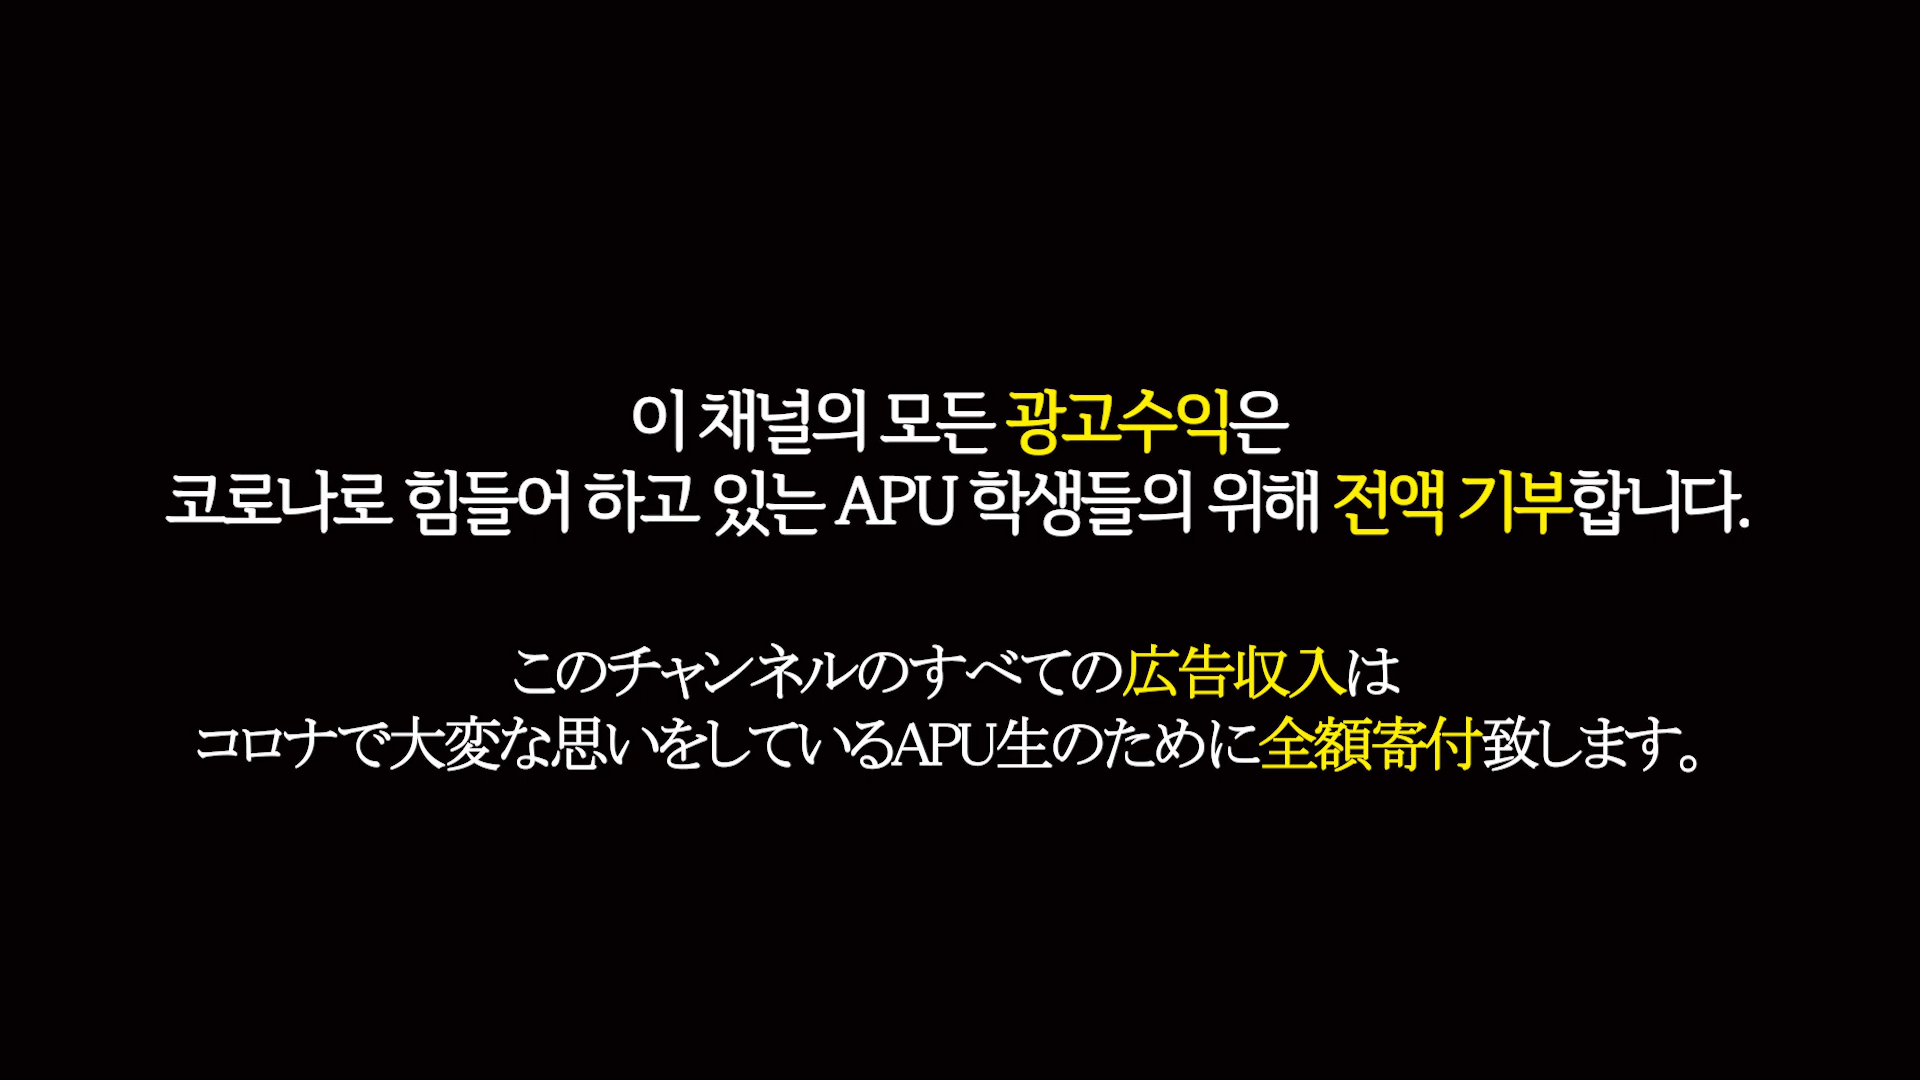 이 채널의 모든 광고수익은
코로나로 힘들어 하고 있는 APU 학생들의 위해 전액 기부합니다.
このチャンネルのすべての広告収入は
コロナで大変な思いをしているAPU生のために全額寄付致します。